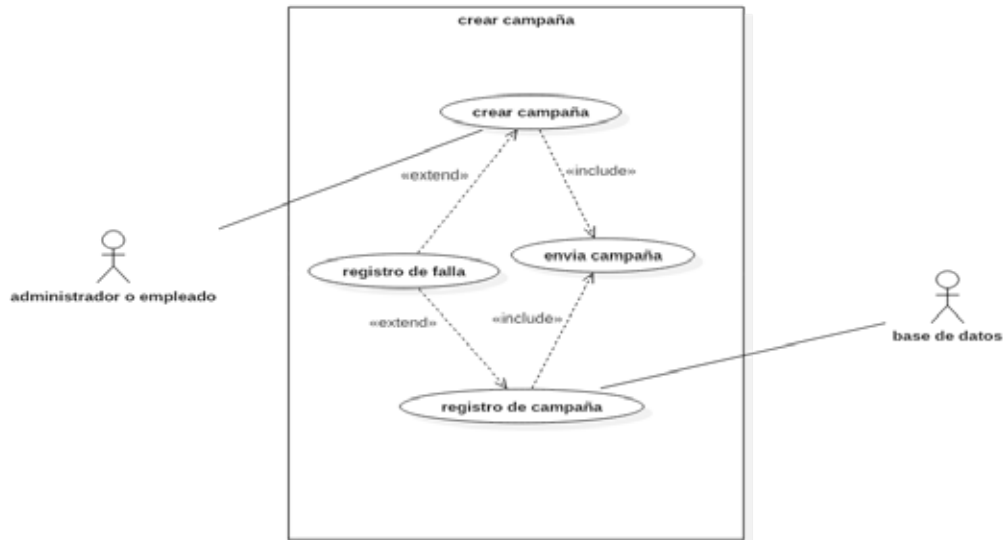 crear campaña
crear campaña
«extend»
«include»
envia campaña
registro de falla
administrador o empleado
«extend»
«include»
base de datos
registro de campaña